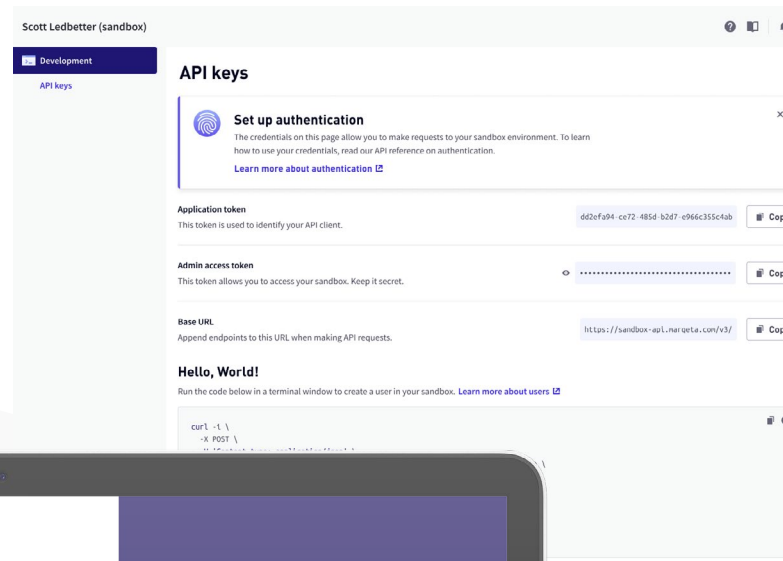 Scott Ledbetter (sandbox)
Development
API keys
API keys
Set up authentication
The credentials on this page allow you to make requests to your sandbox environment. To learn
how to use your credentials, read our API reference on authentication.
Learn more about authentication
Application token
This token is used to identify your API client.
dd2efa94-ce72-485d-b2d7-e966c355c4ab
Cop
Admin access token
This token allows you to access your sandbox. Keep it secret.
••••••••••••••••••••••••••••••••••••
Cop
Base URL
Append endpoints to this URL when making API requests.
https://sandbox-api.marqeta.com/v3/
Cop
Hello, World!
Run the code below in a terminal window to create a user in your sandbox. Learn more about users
curl -i \
-X POST \
\